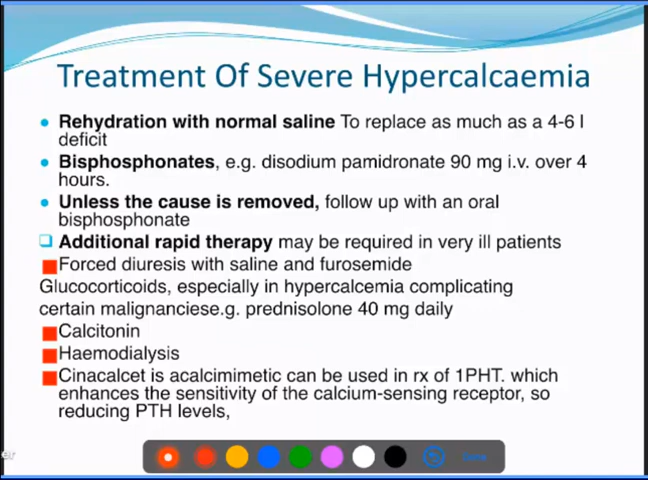 Treatment Of Severe Hypercalcaemia
Rehydration with normal saline To replace as much as a 4-6 l
deficit
Bisphosphonates, e.g. disodium pamidronate 90 mg i.v. over 4
hours.
Unless the cause is removed, follow up with an oral
bisphosphonate
Additional rapid therapy may be required in very ill patients
Forced diuresis with saline and furosemide
Glucocorticoids, especially in hypercalcemia complicating
certain malignanciese.g. prednisolone 40 mg daily
Calcitonin
Haemodialysis
Cinacalcet is acalcimimetic can be used in rx of 1PHT. which
enhances the sensitivity of the calcium-sensing receptor, so
reducing PTH levels,